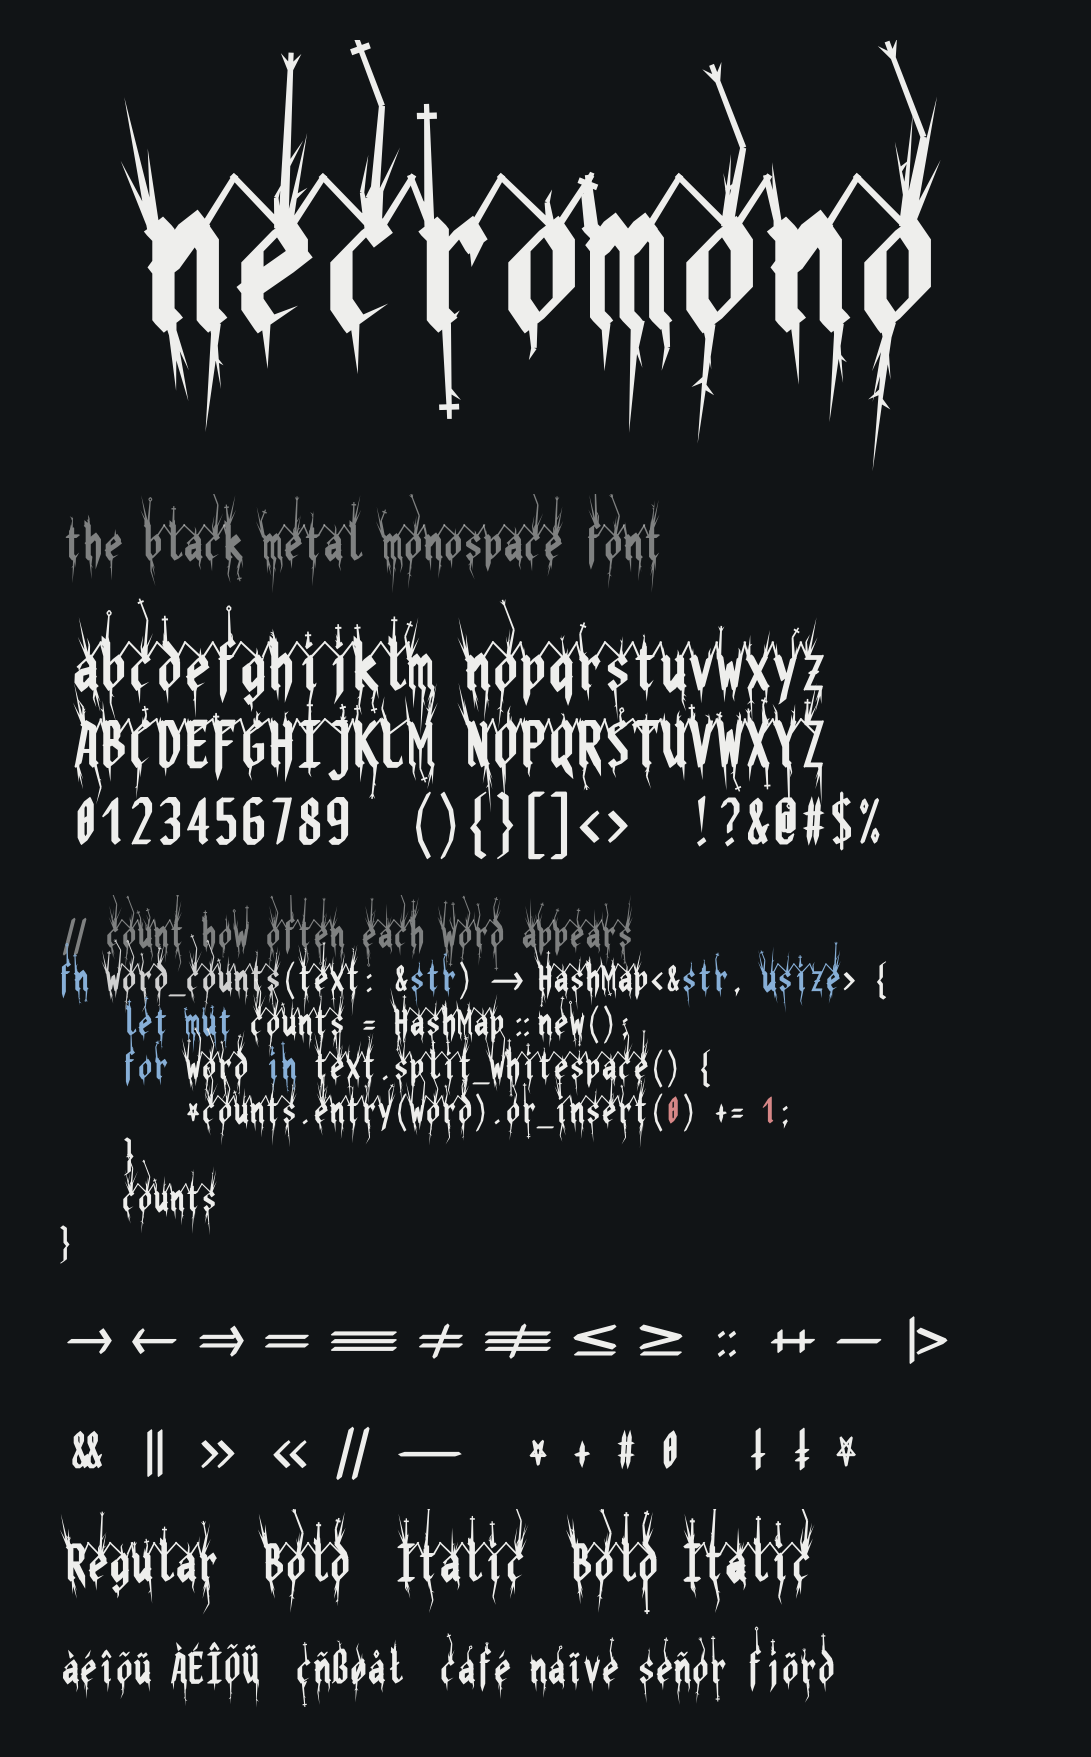 necromond
the black metal monospace font
abcdefghijklm nopqrstuvwxyz
ABCDEFGHIJKLM NOPQRSTUVWXYZ
0123456789 (){}[]<> !?&@#$%
// count how often each word appears
fn word_counts(text: &str) → HashMap<&str, usize> {
let mut counts = HashMap::new();
for word in text.split_whitespace() {
*counts.entry(word).or_insert(0) += 1;
}
counts
}
→ ← ⇒ = ≡ ≠ ≢ ≤ ≥ :: ++ — |>
&& || >> << // —— * + # 0 † ‡ ⛧
Regular Bold Italic Bold Italic
àéîõü ÀÉÎÕÜ çñßøåł café naïve señor fjörd